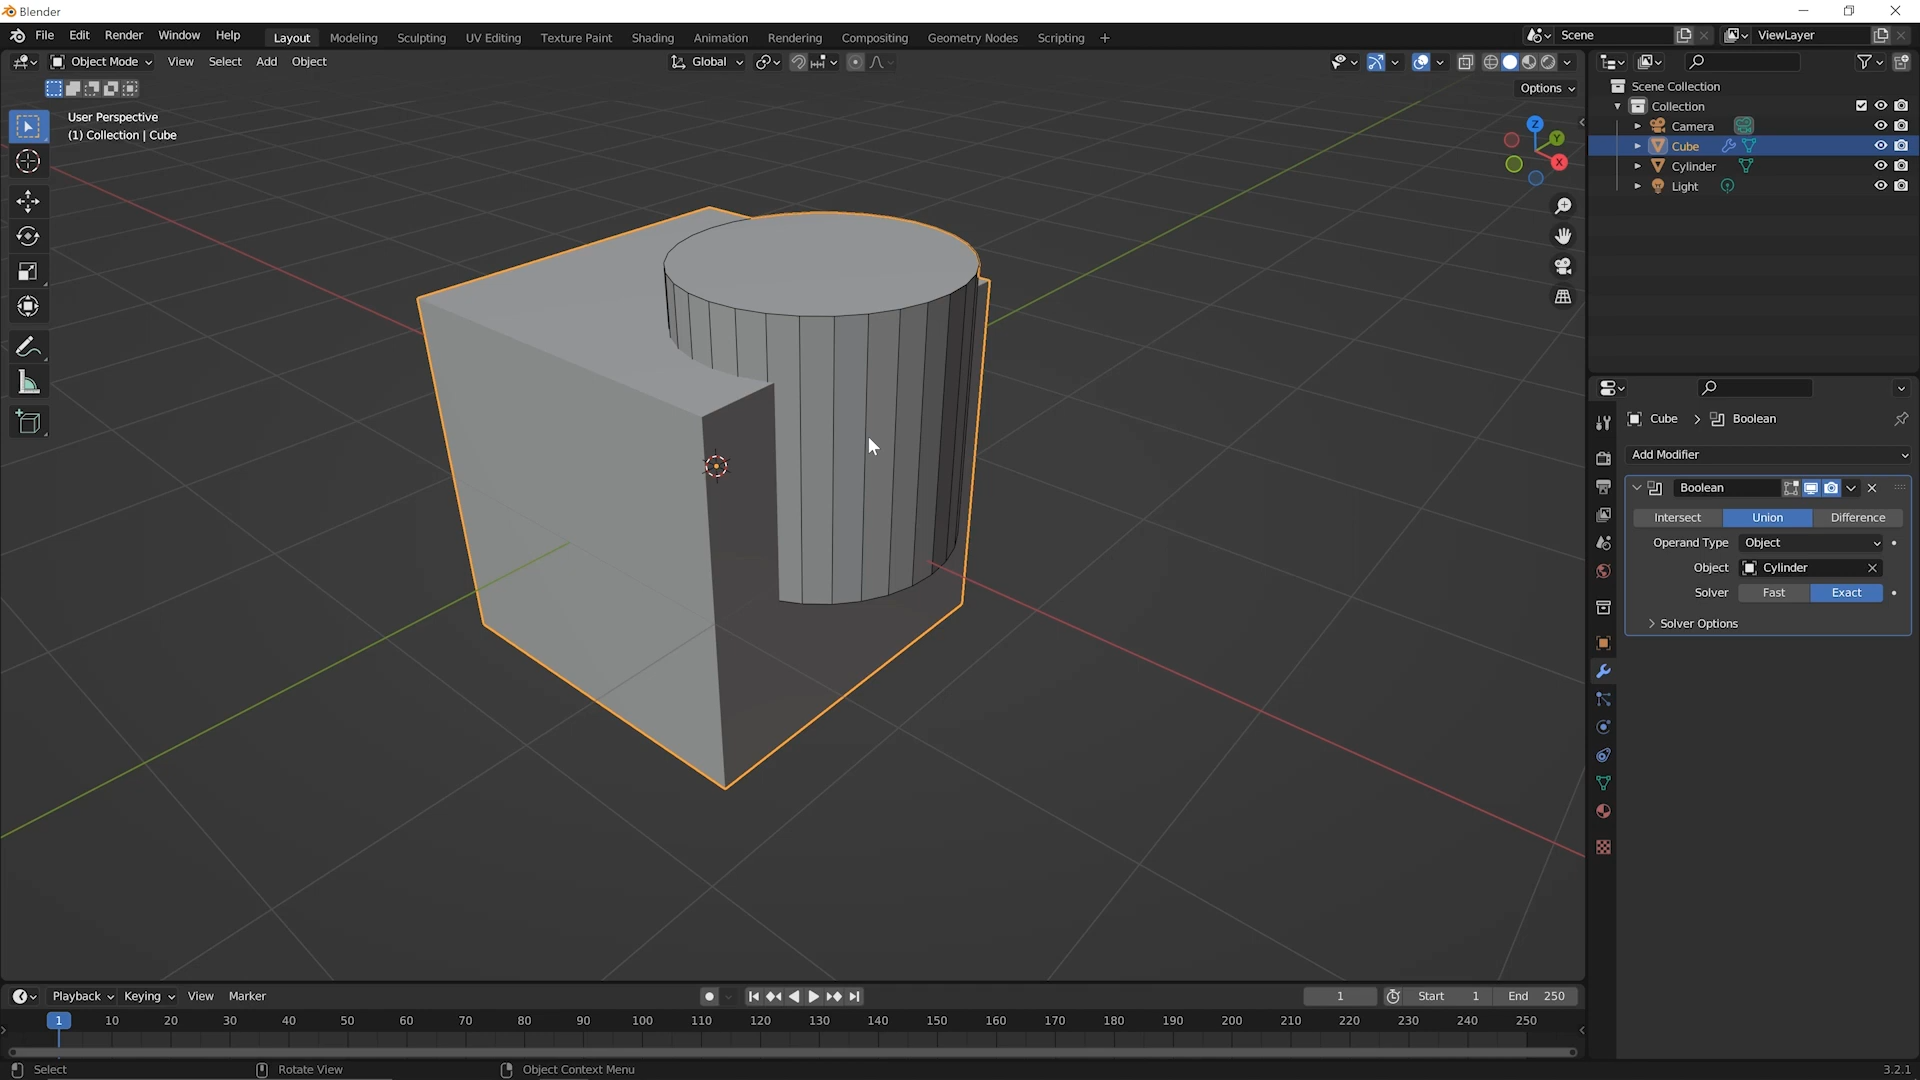 Blender
File Edit Render Window Help Layout Modeling Sculpting UV Editing Texture Paint Shading Animation Rendering Compositing Geometry Nodes Scripting + Scene ViewLayer
Object Mode View Select Add Object Global
Options
User Perspective
(1) Collection | Cube
Z
Y
X
Scene Collection
Collection
Camera
Cube
Cylinder
Light
Cube > Boolean
Add Modifier
Boolean
Intersect Union Difference
Operand Type Object
Object Cylinder
Solver Fast Exact
Solver Options
Playback Keying View Marker 1 Start 1 End 250
1 10 20 30 40 50 60 70 80 90 100 110 120 130 140 150 160 170 180 190 200 210 220 230 240 250
Select Rotate View Object Context Menu 3.2.1